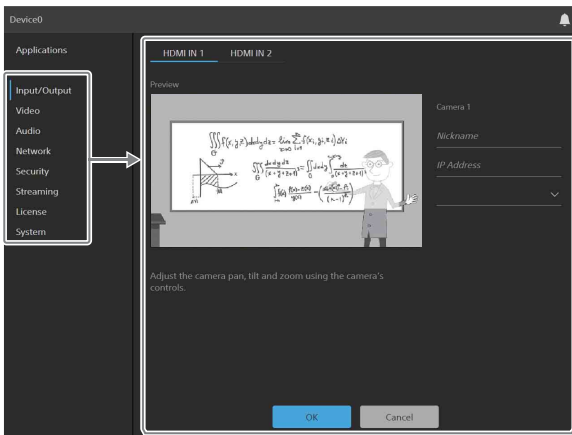 Device0
Applications
Input/Output
Video
Audio
Network
Security
Streaming
License
System
HDMI IN 1
HDMI IN 2
Preview
Camera 1
Nickname
IP Address
Adjust the camera pan, tilt and zoom using the camera's
controls.
OK
Cancel